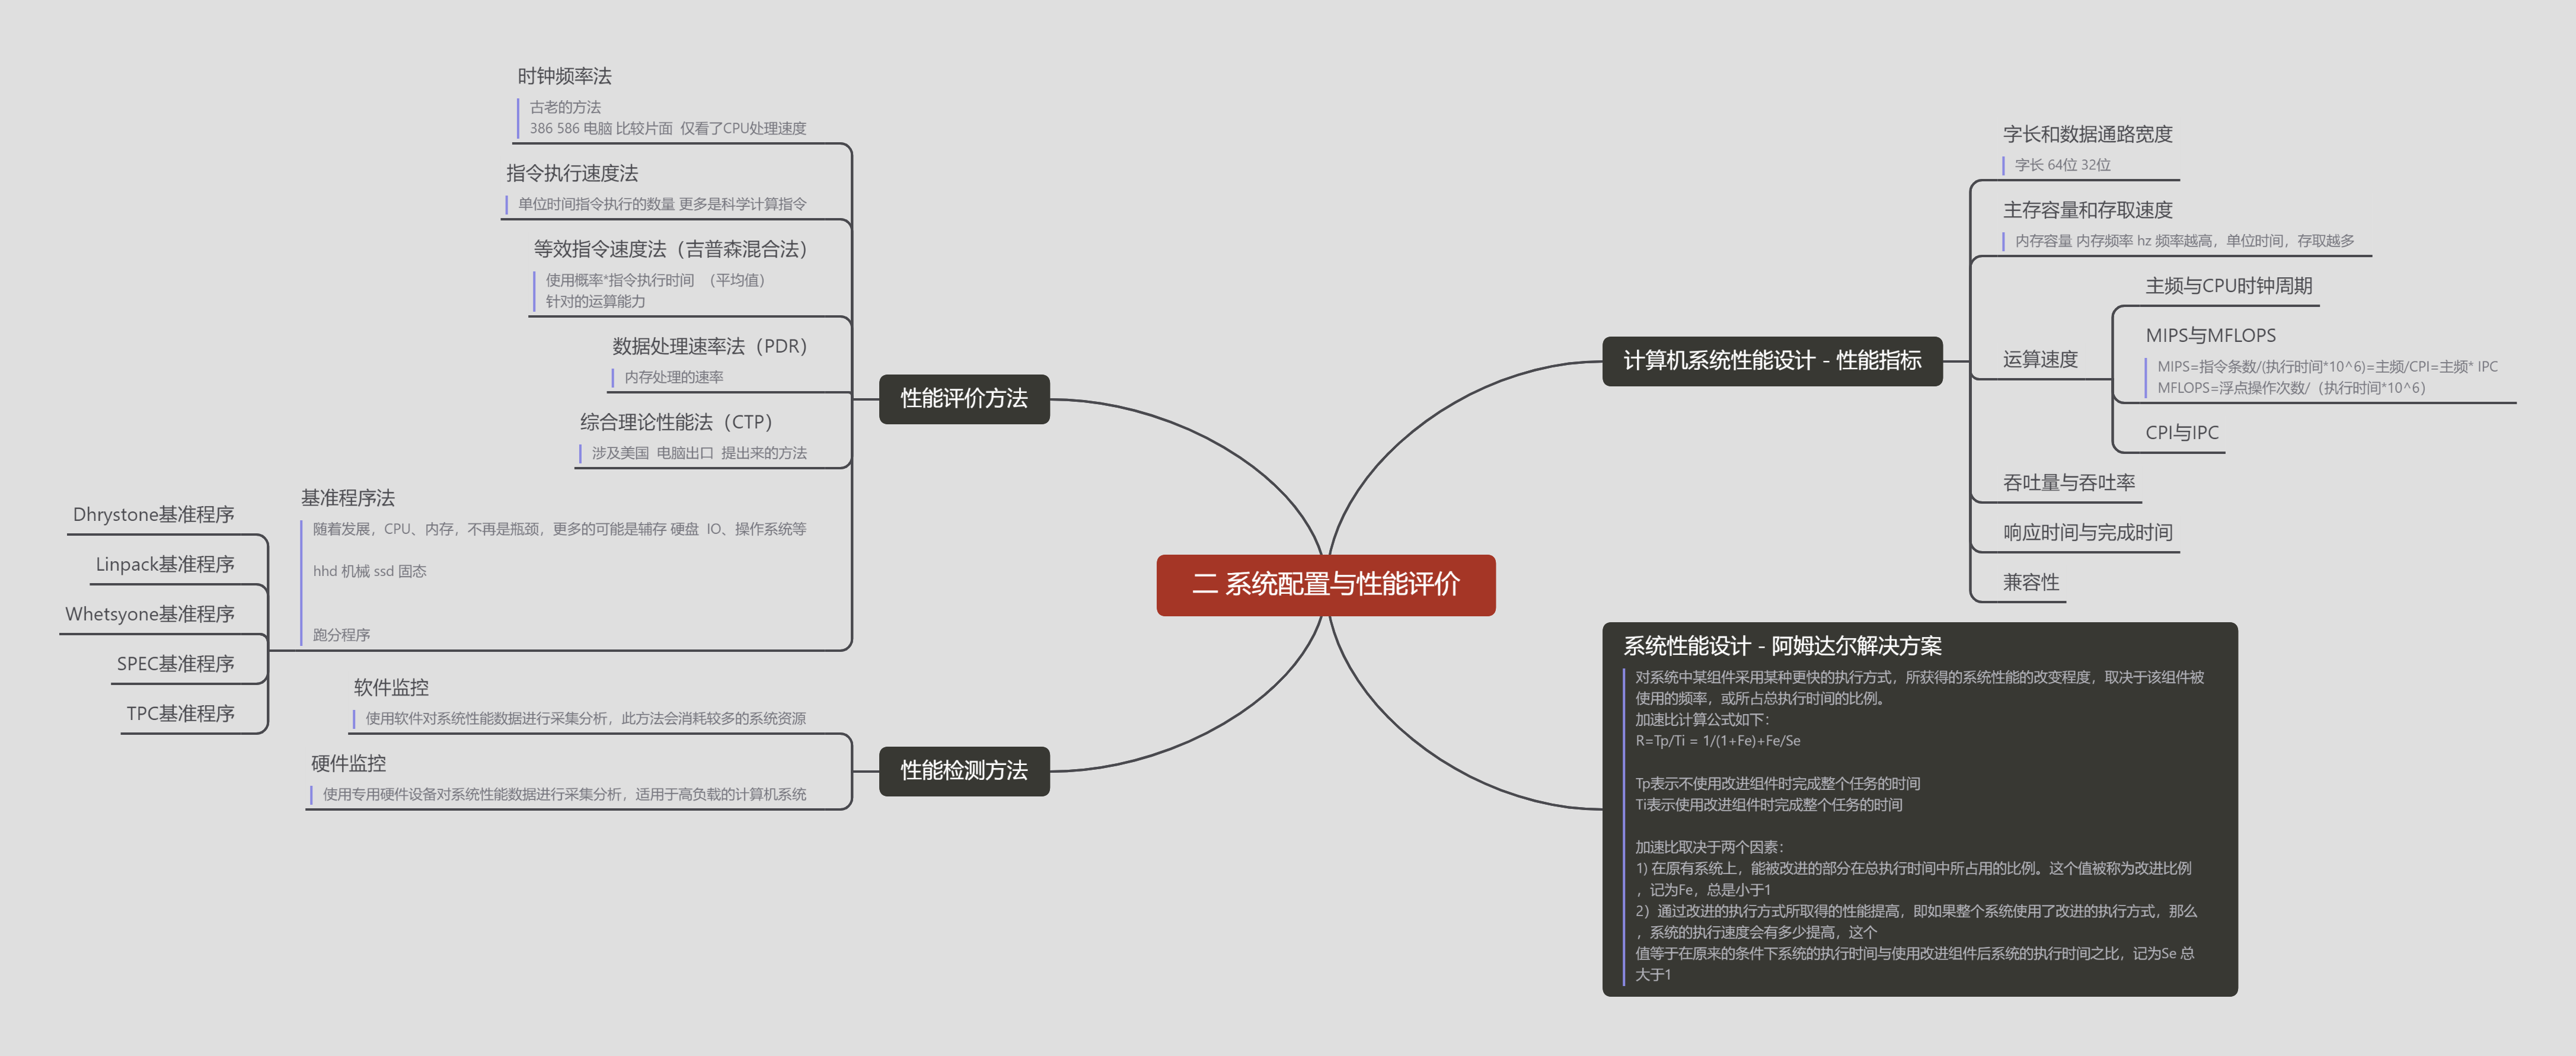 二 系统配置与性能评价
计算机系统性能设计 - 性能指标
字长和数据通路宽度
字长 64位 32位
主存容量和存取速度
内存容量 内存频率 hz 频率越高，单位时间，存取越多
运算速度
主频与CPU时钟周期
MIPS与MFLOPS
MIPS=指令条数/(执行时间*10^6)=主频/CPI=主频* IPC
MFLOPS=浮点操作次数/（执行时间*10^6）
CPI与IPC
吞吐量与吞吐率
响应时间与完成时间
兼容性
系统性能设计 - 阿姆达尔解决方案
对系统中某组件采用某种更快的执行方式，所获得的系统性能的改变程度，取决于该组件被
使用的频率，或所占总执行时间的比例。
加速比计算公式如下：
R=Tp/Ti = 1/(1+Fe)+Fe/Se
Tp表示不使用改进组件时完成整个任务的时间
Ti表示使用改进组件时完成整个任务的时间
加速比取决于两个因素：
1) 在原有系统上，能被改进的部分在总执行时间中所占用的比例。这个值被称为改进比例
，记为Fe，总是小于1
2）通过改进的执行方式所取得的性能提高，即如果整个系统使用了改进的执行方式，那么
，系统的执行速度会有多少提高，这个
值等于在原来的条件下系统的执行时间与使用改进组件后系统的执行时间之比，记为Se 总
大于1
性能评价方法
时钟频率法
古老的方法
386 586 电脑 比较片面 仅看了CPU处理速度
指令执行速度法
单位时间指令执行的数量 更多是科学计算指令
等效指令速度法（吉普森混合法）
使用概率*指令执行时间 （平均值）
针对的运算能力
数据处理速率法（PDR）
内存处理的速率
综合理论性能法（CTP）
涉及美国 电脑出口 提出来的方法
基准程序法
随着发展，CPU、内存，不再是瓶颈，更多的可能是辅存 硬盘 IO、操作系统等
hhd 机械 ssd 固态
跑分程序
Dhrystone基准程序
Linpack基准程序
Whetsyone基准程序
SPEC基准程序
TPC基准程序
性能检测方法
软件监控
使用软件对系统性能数据进行采集分析，此方法会消耗较多的系统资源
硬件监控
使用专用硬件设备对系统性能数据进行采集分析，适用于高负载的计算机系统